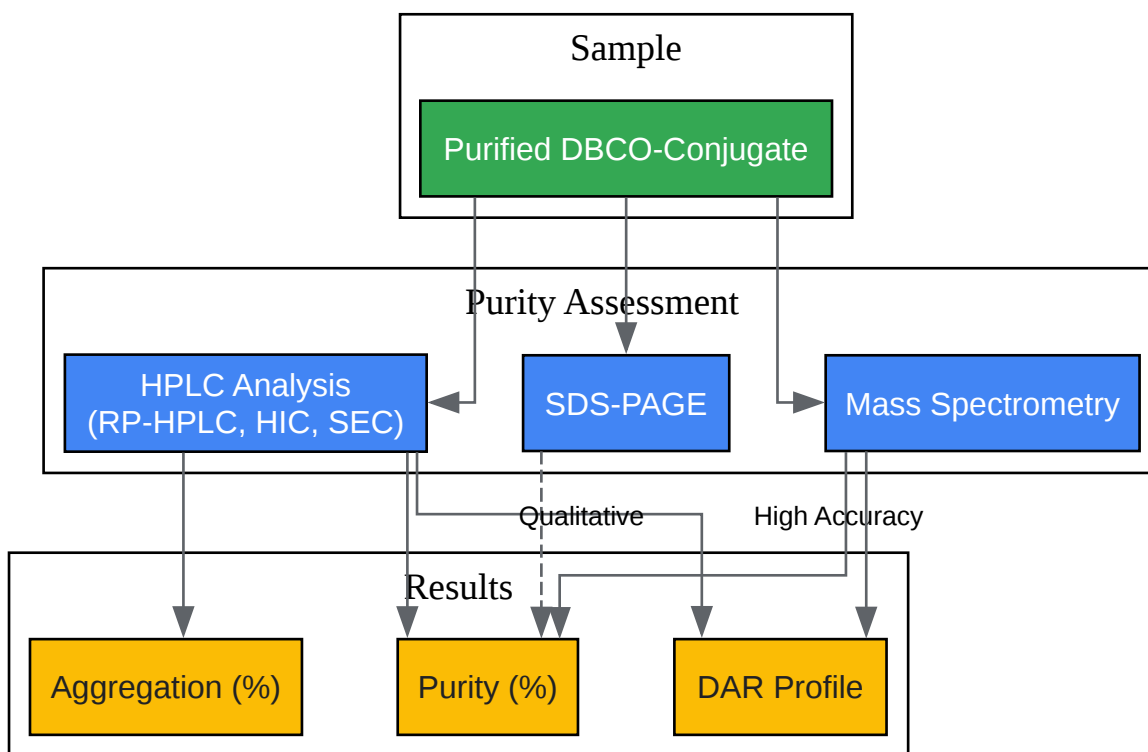 Sample
Purified DBCO-Conjugate
Purity Assessment
HPLC Analysis
(RP-HPLC, HIC, SEC)
SDS-PAGE
Mass Spectrometry
Qualitative
High Accuracy
Results
Aggregation (%)
Purity (%)
DAR Profile